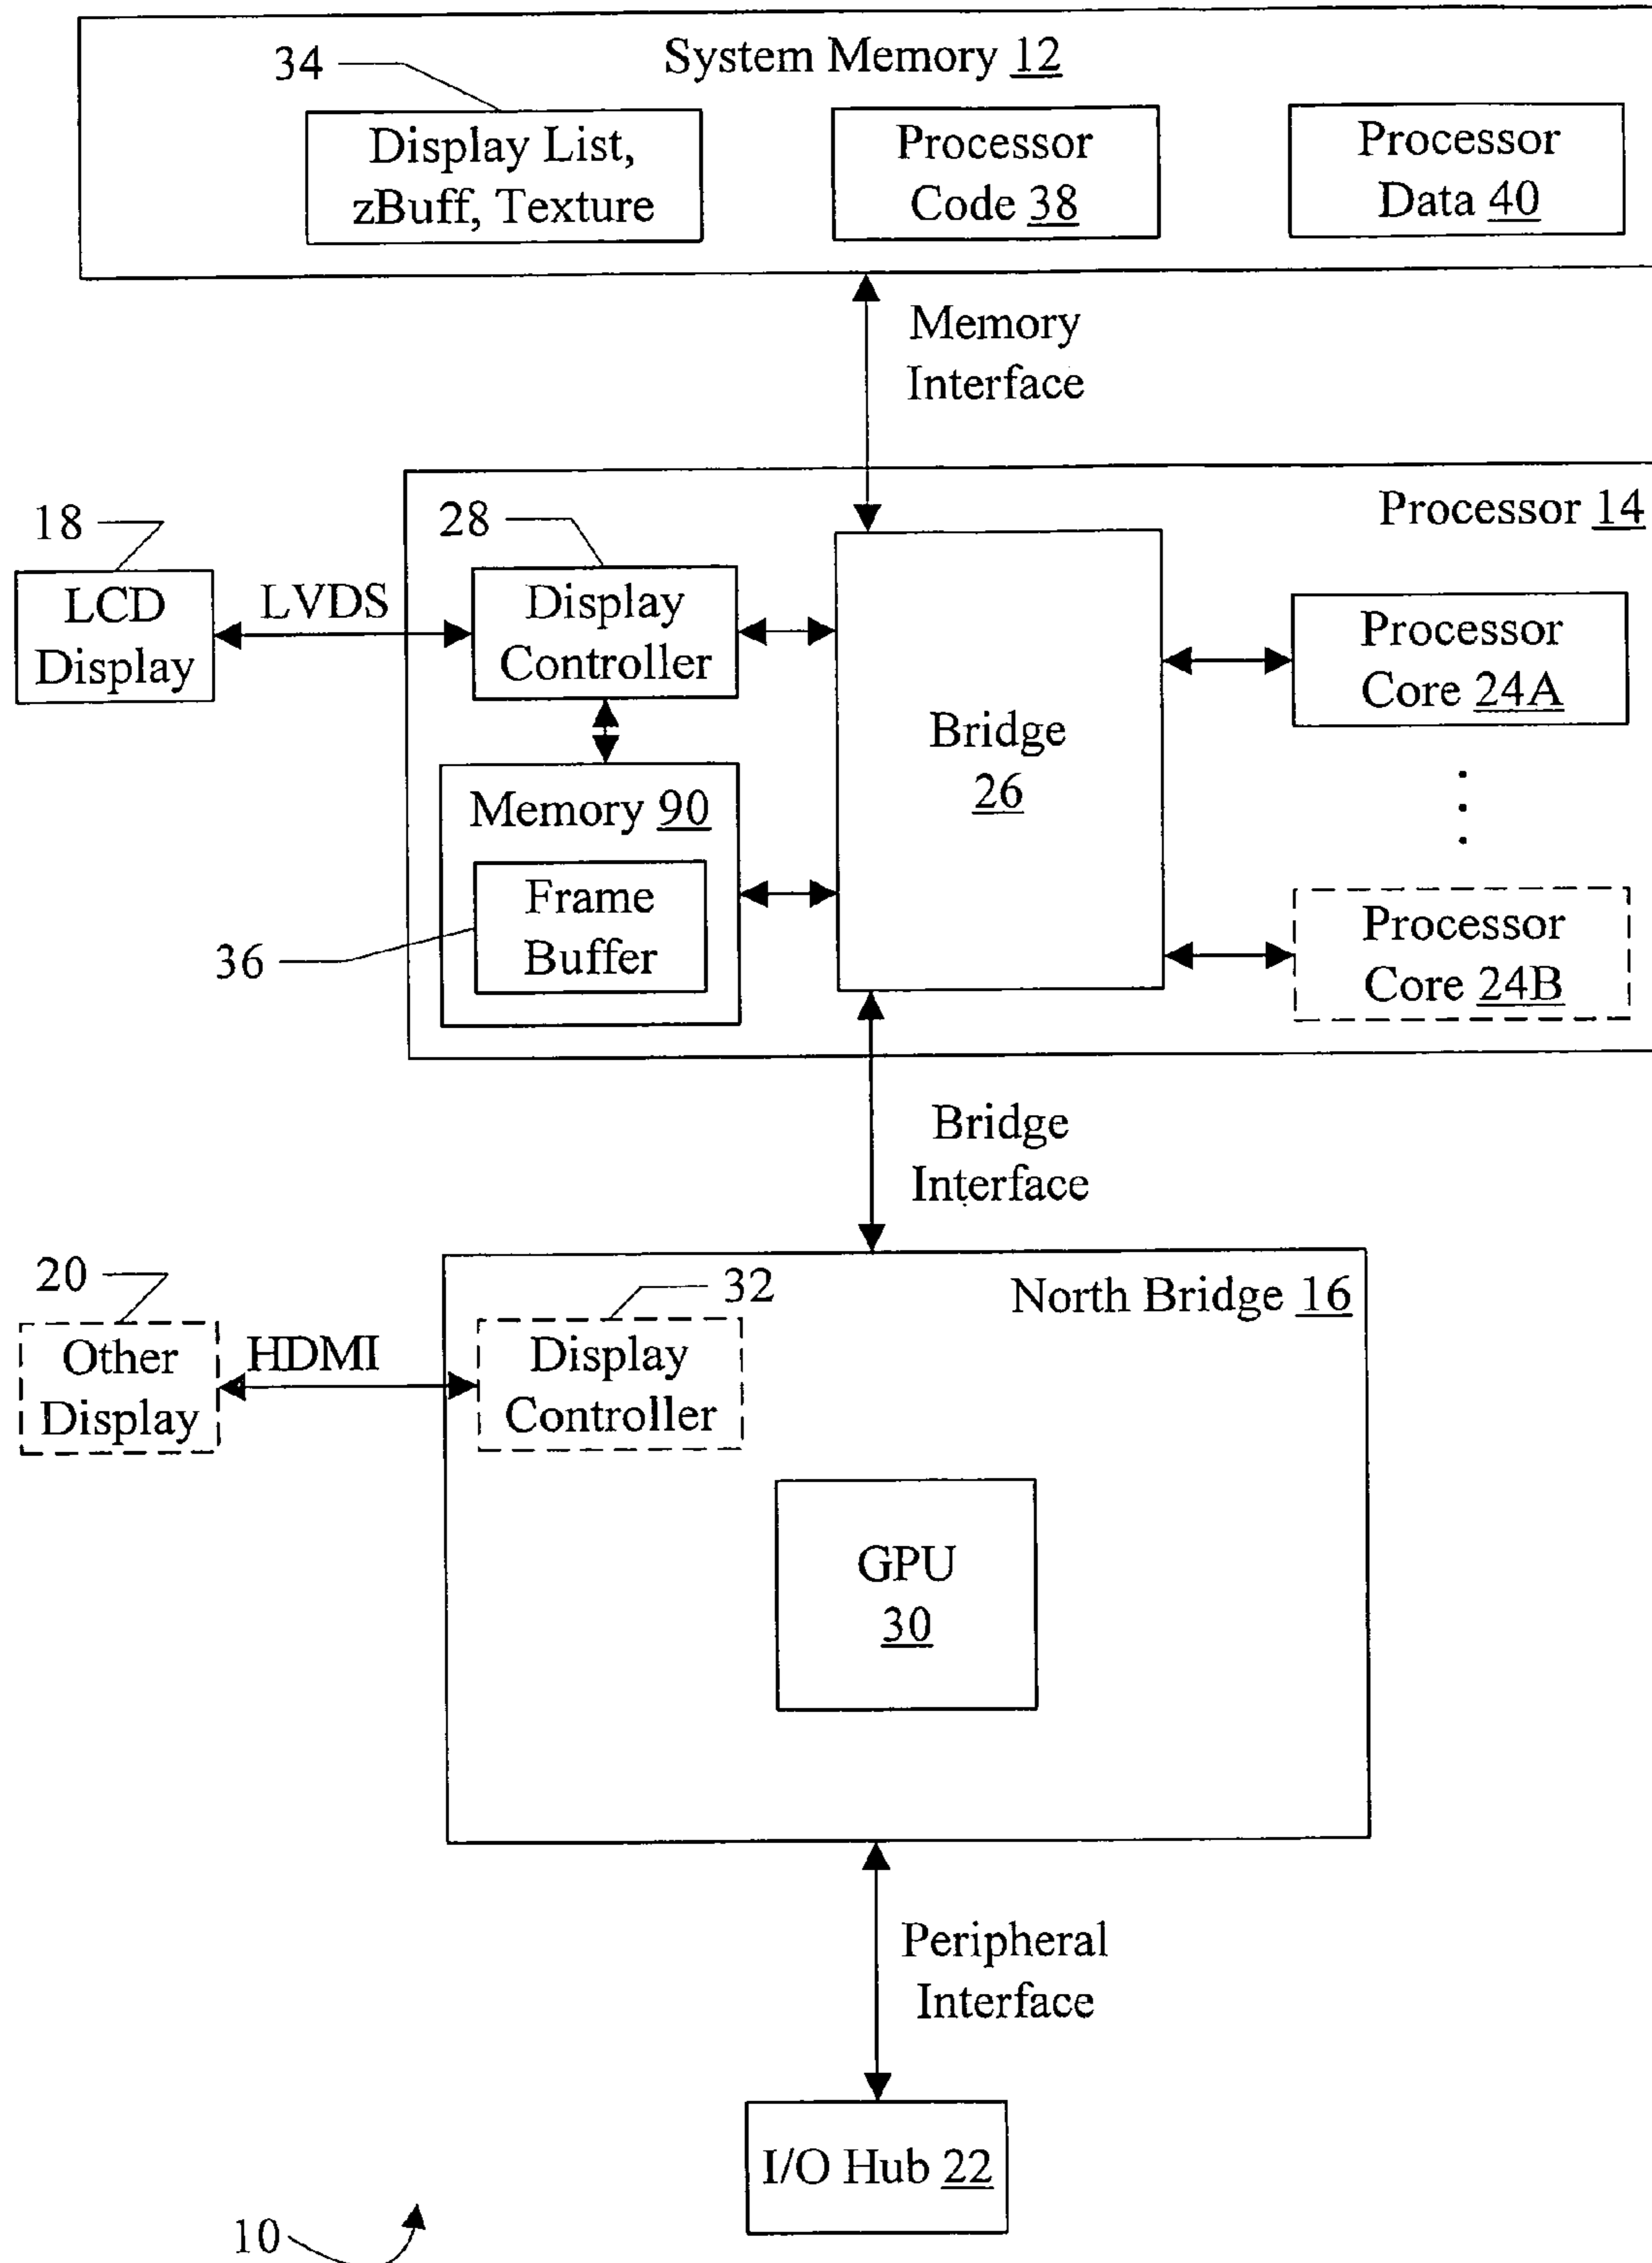 System Memory 12
34
Display List,
zBuff, Texture
Processor
Code 38
Processor
Data 40
Memory
Interface
Processor 14
18
LCD
Display
LVDS
28
Display
Controller
Bridge
26
Processor
Core 24A
.
.
.
Memory 90
Frame
Buffer
36
Processor
Core 24B
Bridge
Interface
20
Other
Display
HDMI
32
Display
Controller
North Bridge 16
GPU
30
Peripheral
Interface
I/O Hub 22
10